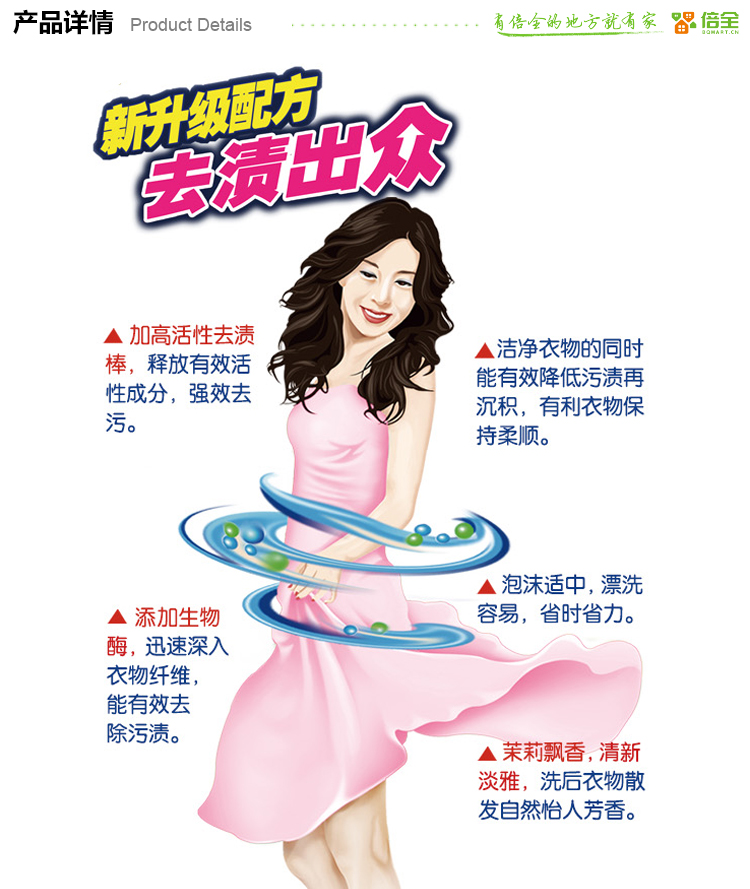 产品详情 Product Details
有倍全的地方就有家
倍全
BQMART.CN
新升级配方
去渍出众
▲ 加高活性去渍
棒，释放有效活
性成分，强效去
污。
▲洁净衣物的同时
能有效降低污渍再
沉积，有利衣物保
持柔顺。
▲ 添加生物
酶，迅速深入
衣物纤维，
能有效去
除污渍。
▲ 泡沫适中，漂洗
容易，省时省力。
▲ 茉莉飘香，清新
淡雅，洗后衣物散
发自然怡人芳香。